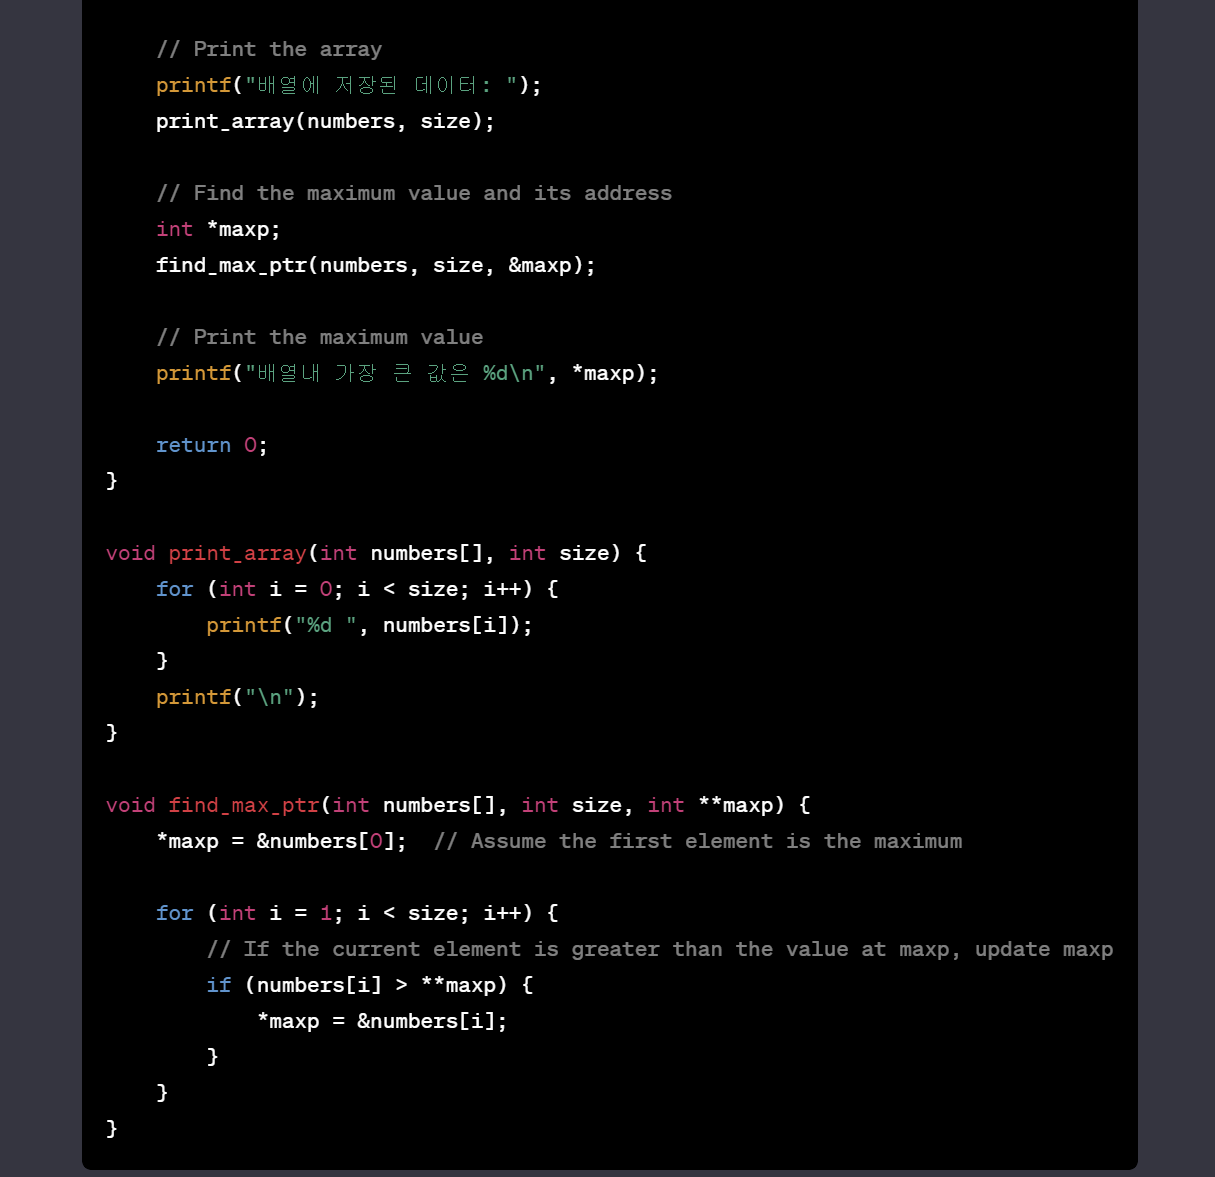 // Print the array
printf("배열에 저장된 데이터: ");
print_array(numbers, size);
// Find the maximum value and its address
int *maxp;
find_max_ptr(numbers, size, &maxp);
// Print the maximum value
printf("배열내 가장 큰 값은 %d\n", *maxp);
return 0;
}
void print_array(int numbers[], int size) {
for (int i = 0; i < size; i++) {
printf("%d ", numbers[i]);
}
printf("\n");
}
void find_max_ptr(int numbers[], int size, int **maxp) {
*maxp = &numbers[0];  // Assume the first element is the maximum
for (int i = 1; i < size; i++) {
// If the current element is greater than the value at maxp, update maxp
if (numbers[i] > **maxp) {
*maxp = &numbers[i];
}
}
}